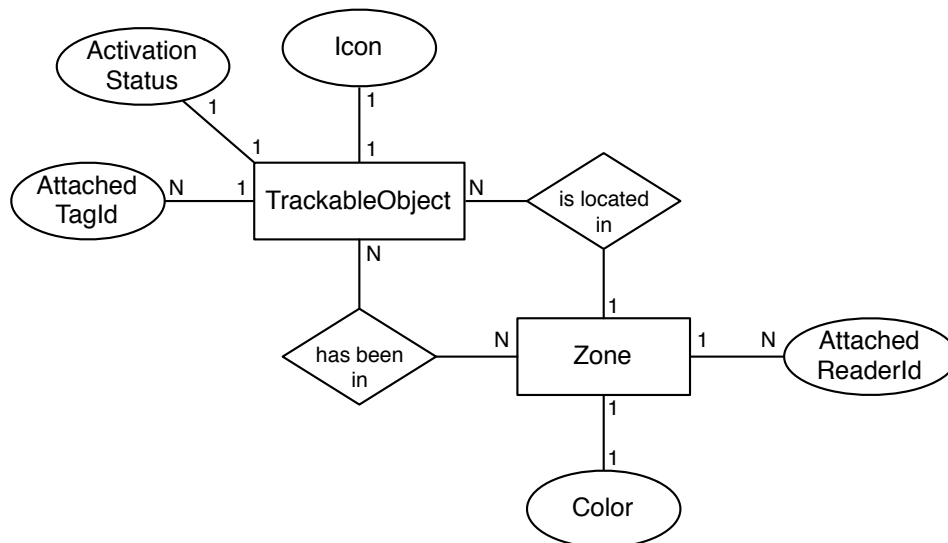 Icon
Activation
Status
1
1
1
1
Attached
TagId
N
1
TrackableObject
N
is located
in
N
1
has been
in
N
Zone
1
N
Attached
ReaderId
1
1
Color